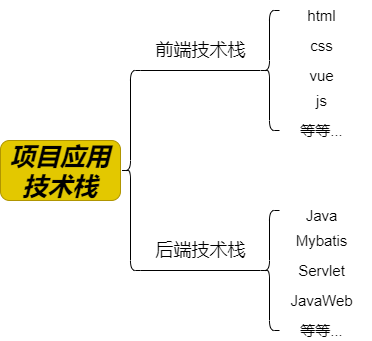 项目应用
技术栈
前端技术栈
html
css
vue
js
等等...
后端技术栈
Java
Mybatis
Servlet
JavaWeb
等等...